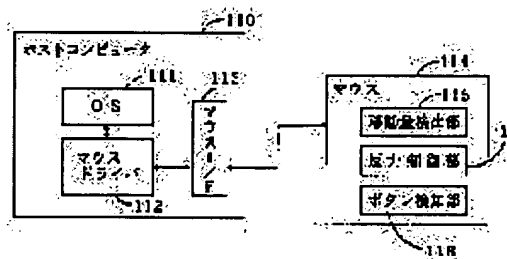 110
ホストコンピュータ
111
113
114
OS
マウスI/F
マウス
マウス
ドライバ
112
移動量検出部
反力制御部
ボタン検知部
118